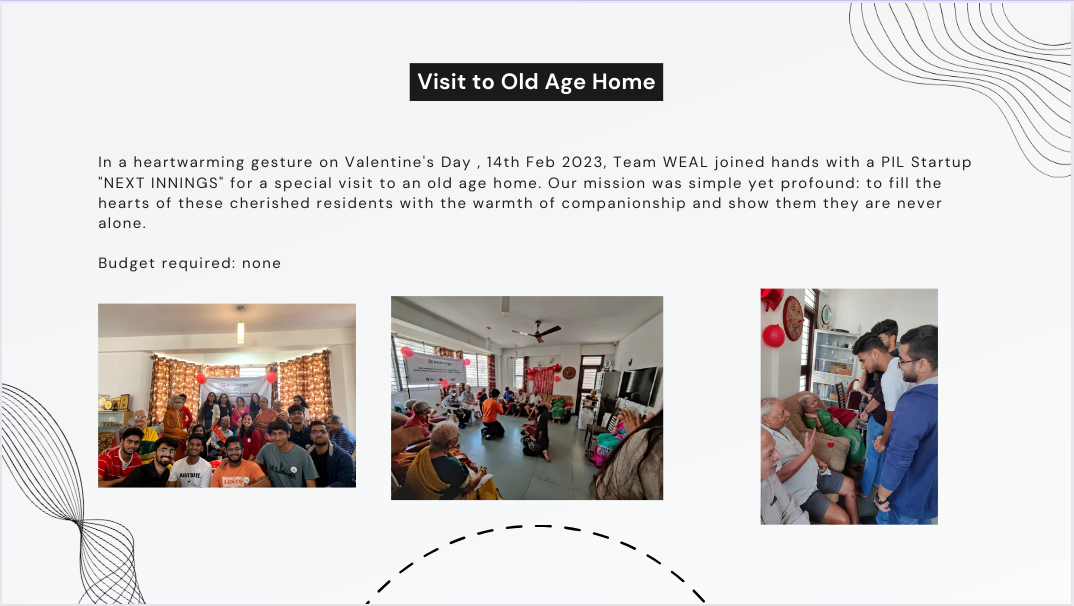 Visit to Old Age Home
In a heartwarming gesture on Valentine's Day , 14th Feb 2023, Team WEAL joined hands with a PIL Startup
"NEXT INNINGS" for a special visit to an old age home. Our mission was simple yet profound: to fill the
hearts of these cherished residents with the warmth of companionship and show them they are never
alone.
Budget required: none